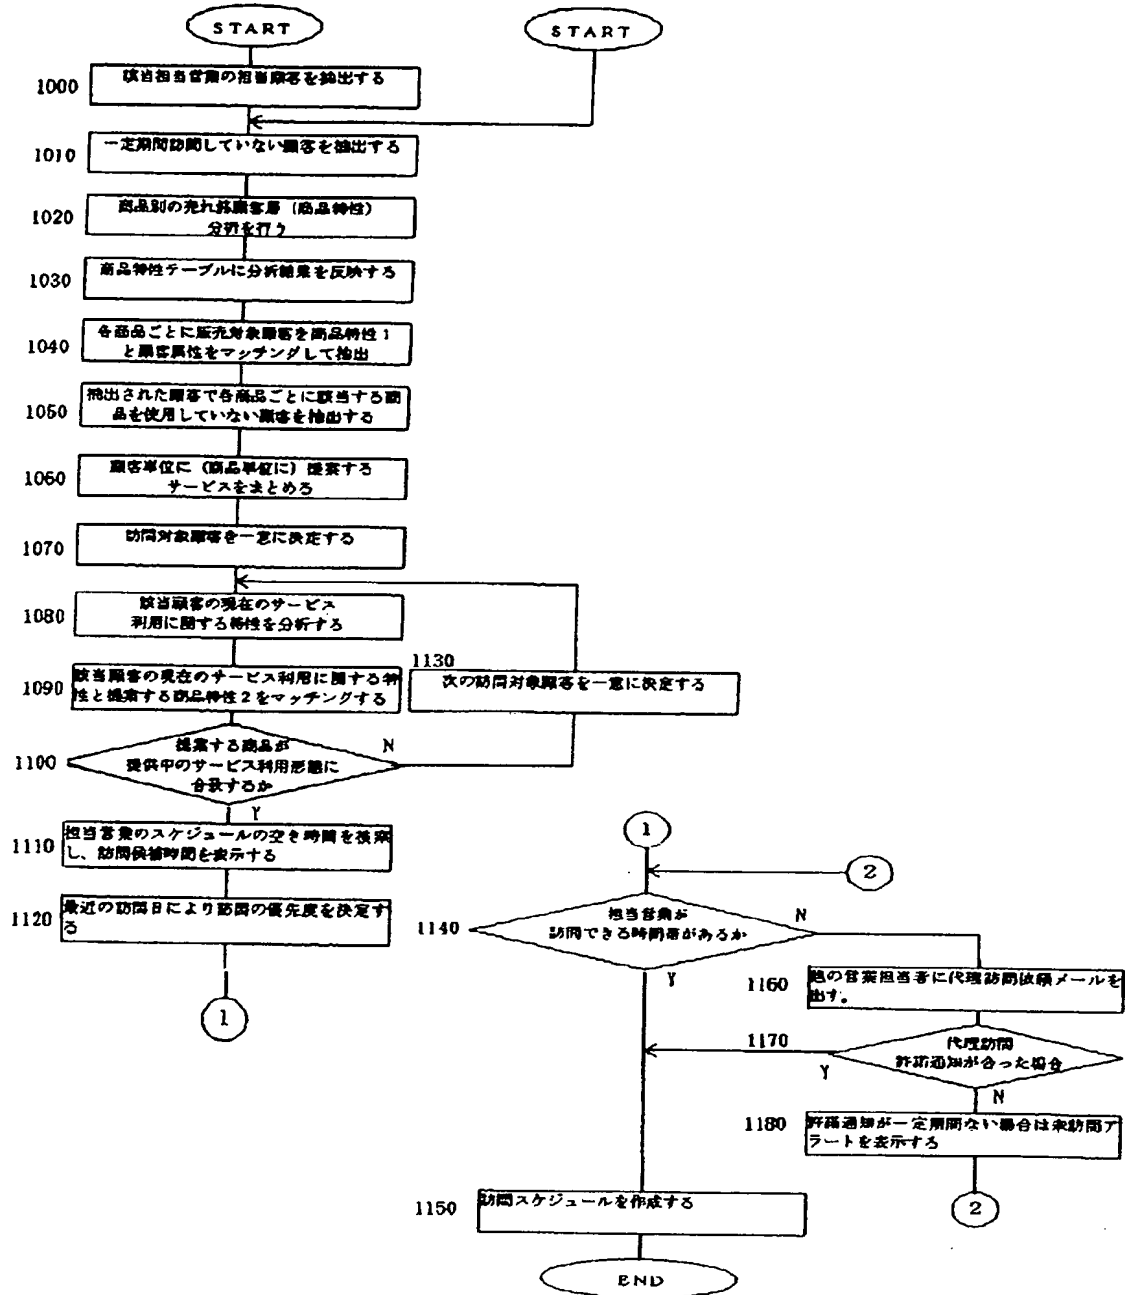 START
START
1000
該当担当営業の担当顧客を抽出する
1010
一定期間訪問していない顧客を抽出する
1020
商品別の売れ筋顧客層（商品特性）
分析を行う
1030
商品特性テーブルに分析結果を反映する
1040
各商品ごとに販売対象顧客を商品特性1
と顧客属性をマッチングして抽出
1050
抽出された顧客で各商品ごとに該当する商
品を使用していない顧客を抽出する
1060
顧客単位に（商品単位に）提案する
サービスをまとめる
1070
訪問対象顧客を一意に決定する
1080
該当顧客の現在のサービス
利用に関する特性を分析する
1130
次の訪問対象顧客を一意に決定する
1090
該当顧客の現在のサービス利用に関する特
性と提案する商品特性2をマッチングする
1100
提案する商品が
提供中のサービス利用形態に
合致するか
N
Y
1110
担当営業のスケジュールの空き時間を検索
し、訪問候補時間を表示する
1120
最近の訪問日により訪問の優先度を決定す
る
1
1
2
1140
担当営業が
訪問できる時間帯があるか
N
Y
1160
他の営業担当者に代理訪問依頼メールを
出す。
1170
代理訪問
許諾通知が合った場合
Y
N
1180
許諾通知が一定期間ない場合は未訪問ア
ラートを表示する
2
1150
訪問スケジュールを作成する
END